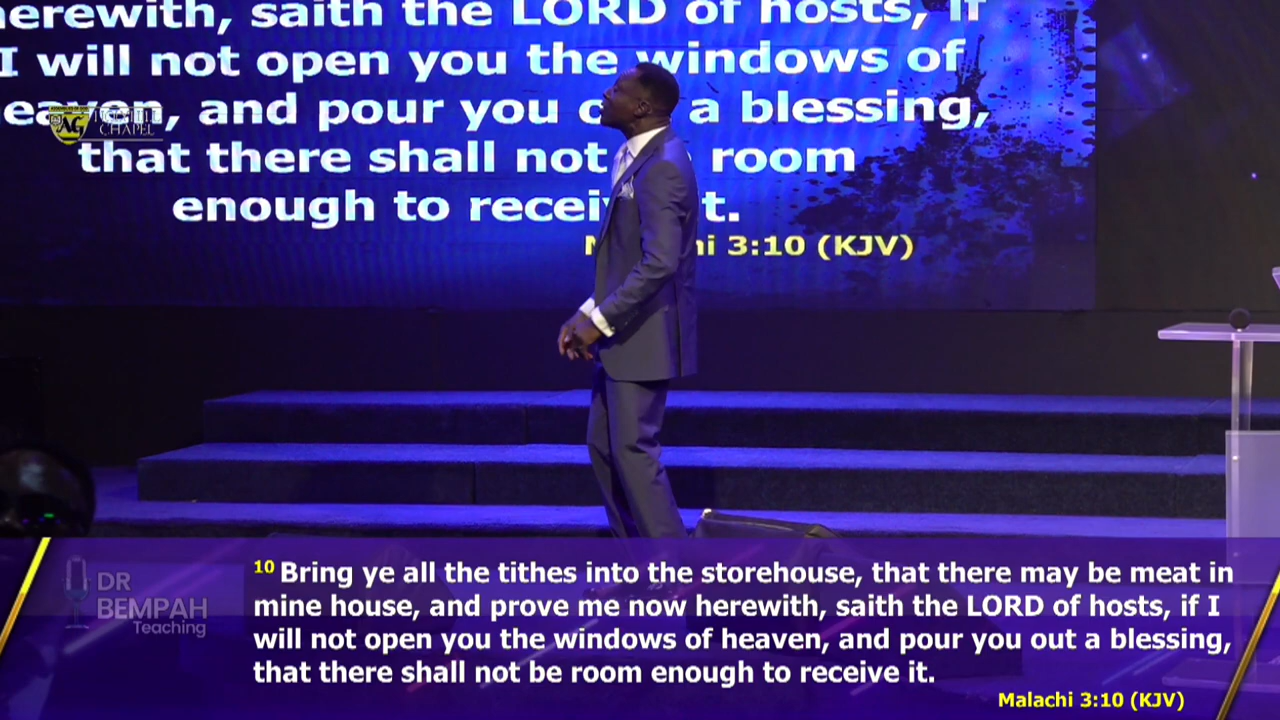 herewith, saith the LORD of hosts, if
I will not open you the windows of
heaven, and pour you a blessing,
that there shall not room
enough to receiv t.
hi 3:10 (KJV)
AG
CHAPEL
DR
BEMPAH
Teaching
10 Bring ye all the tithes into the storehouse, that there may be meat in
mine house, and prove me now herewith, saith the LORD of hosts, if I
will not open you the windows of heaven, and pour you out a blessing,
that there shall not be room enough to receive it.
Malachi 3:10 (KJV)